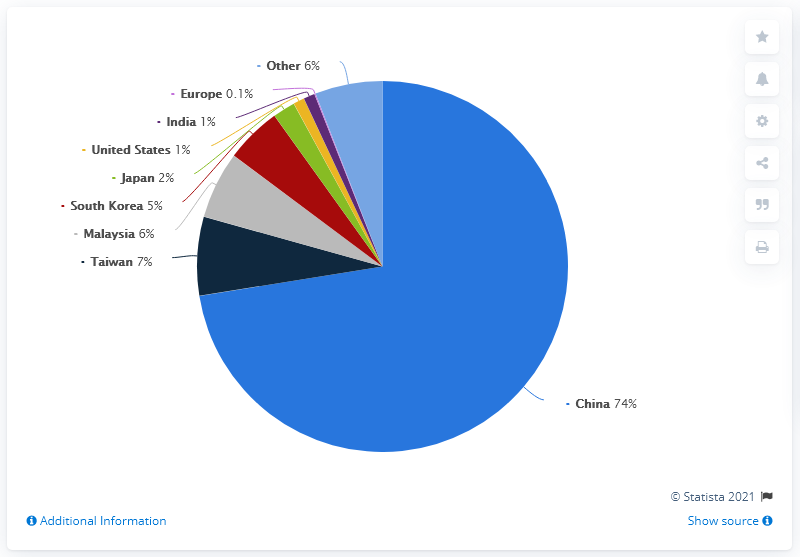 Other 6%
Europe 0.1%
India 1%
United States 1%
Japan 2%
South Korea 5%
Malaysia 6%
Taiwan 7%
China 74%
© Statista 2021
Additional Information
Show source